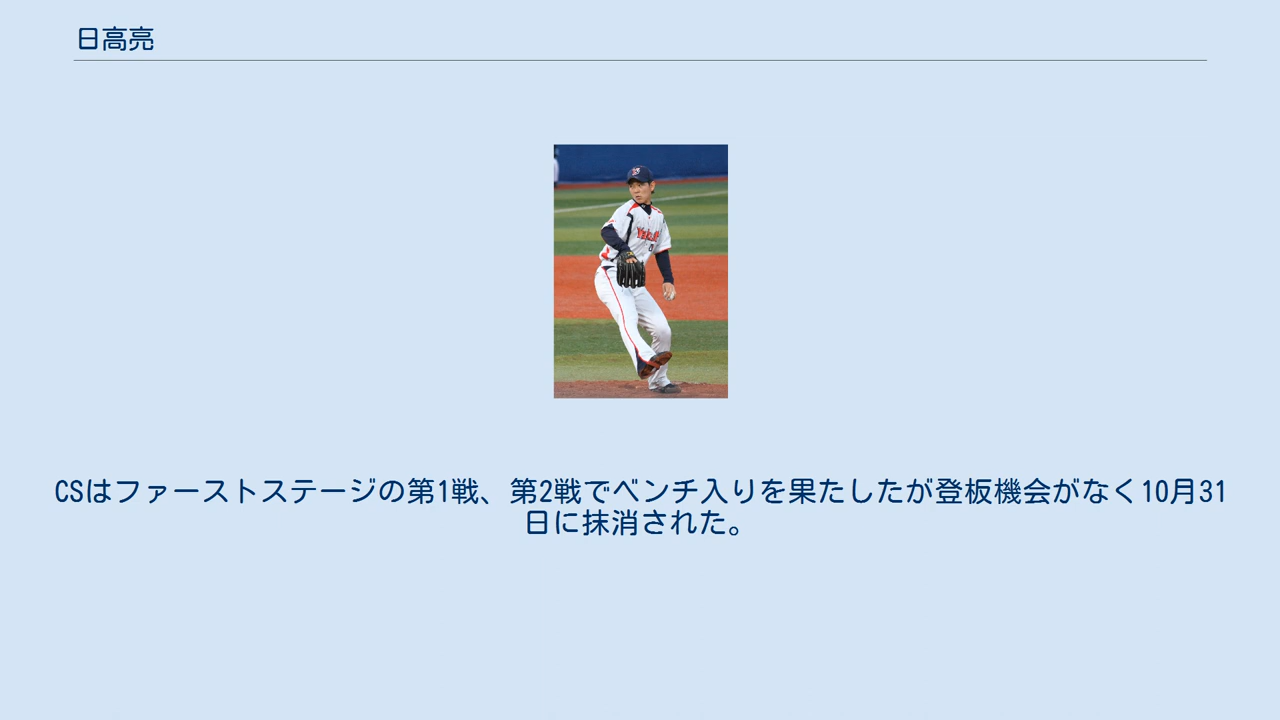 日高亮
CSはファーストステージの第1戦、第2戦でベンチ入りを果たしたが登板機会がなく10月31
日に抹消された。